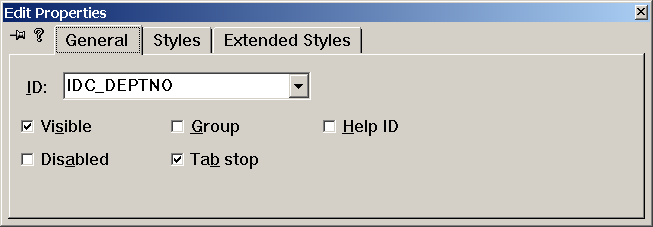 Edit Properties
? General Styles Extended Styles
ID: IDC_DEPTNO
Visible Group Help ID
Disabled Tab stop